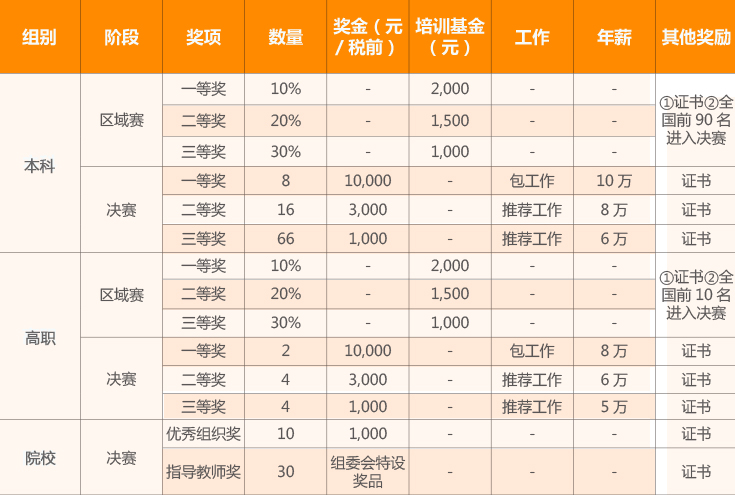 组别 阶段 奖项 数量 奖金（元/税前） 培训基金（元） 工作 年薪 其他奖励
本科 区域赛 一等奖 10% - 2,000 - - ①证书②全国前 90 名进入决赛
二等奖 20% - 1,500 - -
三等奖 30% - 1,000 - -
决赛 一等奖 8 10,000 - 包工作 10 万 证书
二等奖 16 3,000 - 推荐工作 8 万 证书
三等奖 66 1,000 - 推荐工作 6 万 证书
高职 区域赛 一等奖 10% - 2,000 - - ①证书②全国前 10 名进入决赛
二等奖 20% - 1,500 - -
三等奖 30% - 1,000 - -
决赛 一等奖 2 10,000 - 包工作 8 万 证书
二等奖 4 3,000 - 推荐工作 6 万 证书
三等奖 4 1,000 - 推荐工作 5 万 证书
院校 决赛 优秀组织奖 10 1,000 - - - 证书
指导教师奖 30 组委会特设奖品 - - - 证书